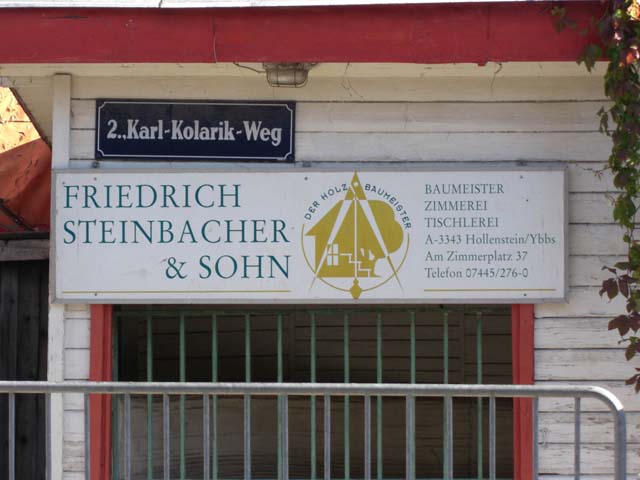 2.,Karl-Kolarik-Weg
FRIEDRICH
STEINBACHER
& SOHN
DER HOLZ BAUMEISTER
BAUMEISTER
ZIMMEREI
TISCHLEREI
A-3343 Hollenstein/Ybbs
Am Zimmerplatz 37
Telefon 07445/276-0